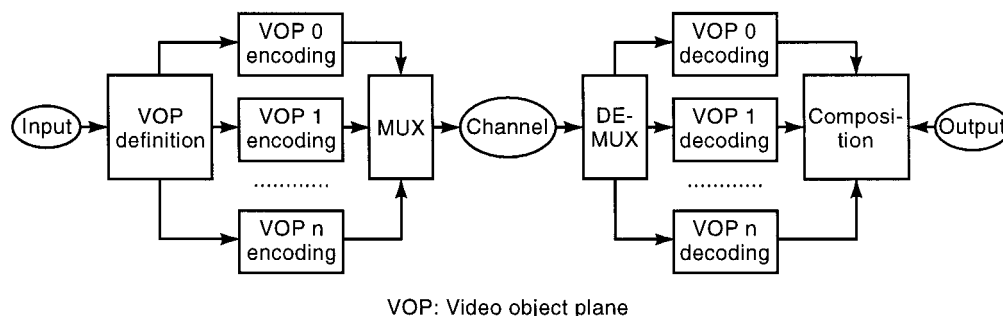 Input
VOP
definition
VOP 0
encoding
VOP 1
encoding
............
VOP n
encoding
MUX
Channel
DE-
MUX
VOP 0
decoding
VOP 1
decoding
............
VOP n
decoding
Composi-
tion
Output
VOP: Video object plane